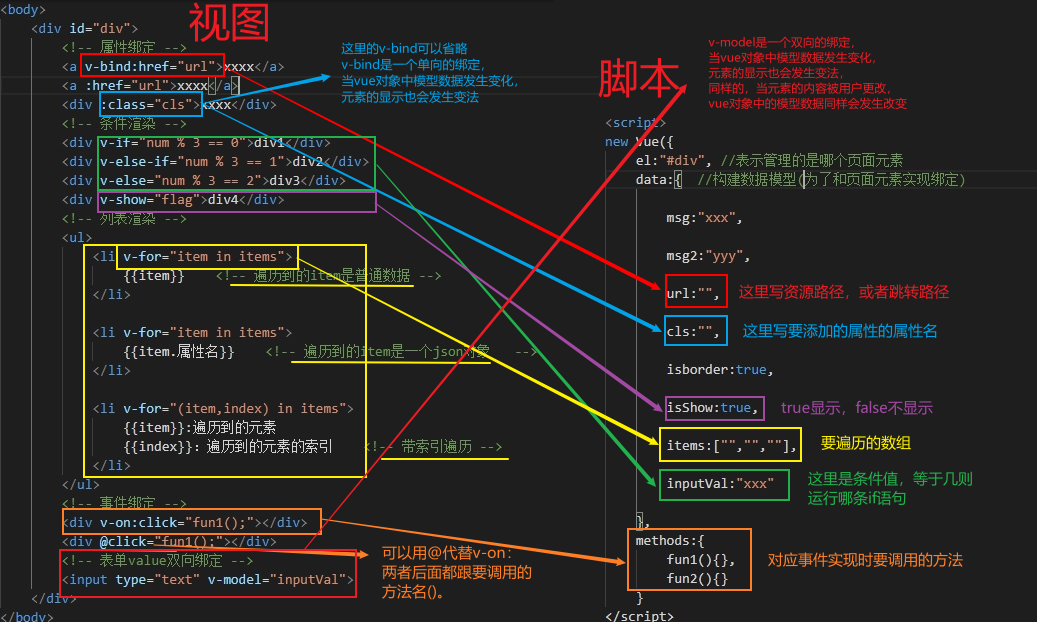 <body>
视图
<div id="div">
<!-- 属性绑定 -->
<a v-bind:href="url">xxxx</a>
<a :href="url">xxxx</a>
<div :class="cls">xxxx</div>
<!-- 条件渲染 -->
<div v-if="num % 3 == 0">div1</div>
<div v-else-if="num % 3 == 1">div2</div>
<div v-else="num % 3 == 2">div3</div>
<div v-show="flag">div4</div>
<!-- 列表渲染 -->
<ul>
<li v-for="item in items">
{{item}} <!-- 遍历到的item是普通数据 -->
</li>
<li v-for="item in items">
{{item.属性名}} <!-- 遍历到的item是一个json对象 -->
</li>
<li v-for="(item,index) in items">
{{item}}:遍历到的元素
{{index}}: 遍历到的元素的索引 <!-- 带索引遍历 -->
</li>
</ul>
<!-- 事件绑定 -->
<div v-on:click="fun1();"></div>
<div @click="fun1();"></div>
<!-- 表单value双向绑定 -->
<input type="text" v-model="inputVal">
</div>
</body>
这里的v-bind可以省略
v-bind是一个单向的绑定，
当vue对象中模型数据发生变化，
元素的显示也会发生变法
可以用@代替v-on：
两者后面都跟要调用的
方法名()。
脚本
v-model是一个双向的绑定，
当vue对象中模型数据发生变化，
元素的显示也会发生变法，
同样的，当元素的内容被用户更改，
vue对象中的模型数据同样会发生改变
<script>
new Vue({
el:"#div", //表示管理的是哪个页面元素
data:{ //构建数据模型(为了和页面元素实现绑定)
msg:"xxx",
msg2:"yyy",
url:"", 这里写资源路径，或者跳转路径
cls:"", 这里写要添加的属性的属性名
isborder:true,
isShow:true, true显示，false不显示
items:["","",""], 要遍历的数组
inputVal:"xxx" 这里是条件值，等于几则
运行哪条if语句
},
methods:{
fun1(){}, 对应事件实现时要调用的方法
fun2(){}
}
</script>